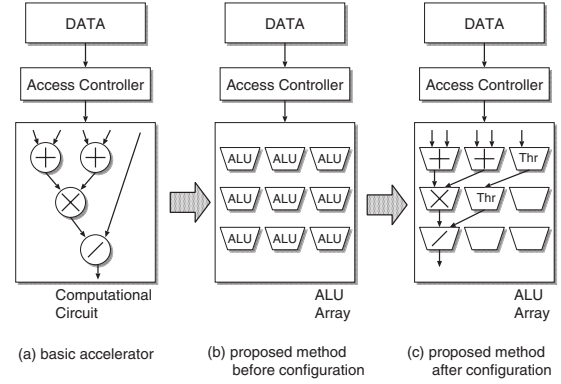 DATA
Access Controller
+ +
×
/
Computational
Circuit
(a) basic accelerator
DATA
Access Controller
ALU ALU ALU
ALU ALU ALU
ALU ALU ALU
ALU
Array
(b) proposed method
before configuration
DATA
Access Controller
+ + Thr
× Thr
/
ALU
Array
(c) proposed method
after configuration